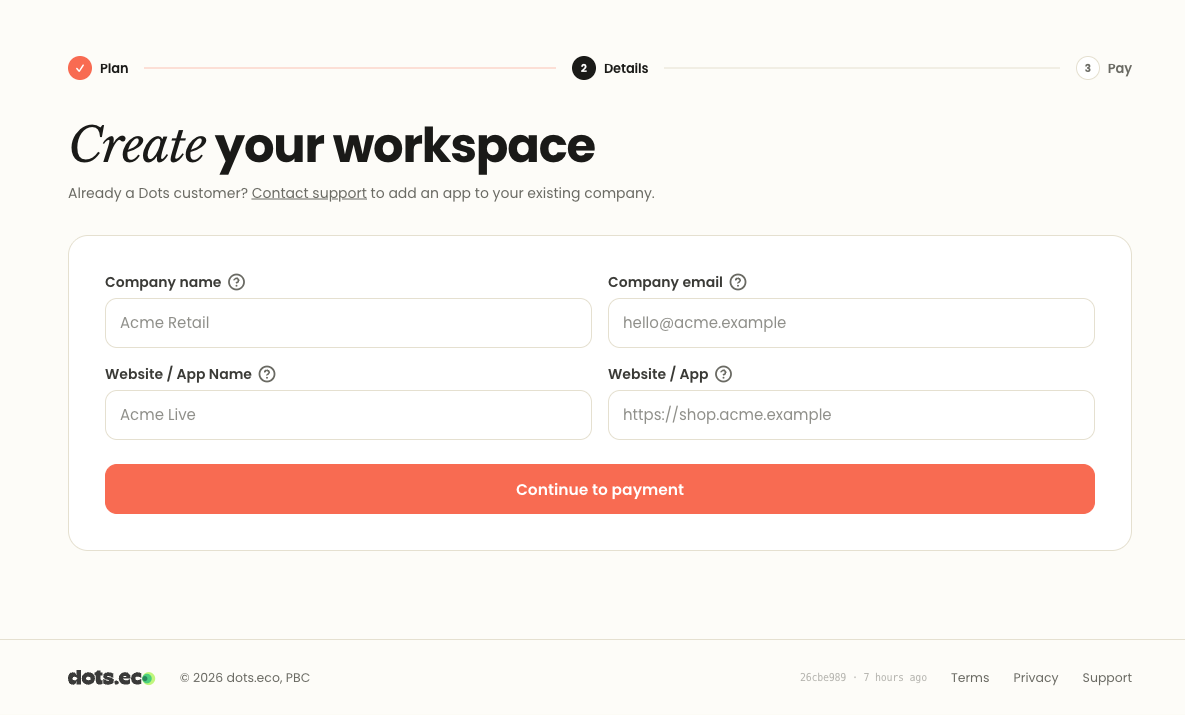 Plan
2 Details
3 Pay
Create your workspace
Already a Dots customer? Contact support to add an app to your existing company.
Company name ?
Company email ?
Acme Retail
hello@acme.example
Website / App Name ?
Website / App ?
Acme Live
https://shop.acme.example
Continue to payment
dots.eco
© 2026 dots.eco, PBC
26cbe989 · 7 hours ago
Terms
Privacy
Support